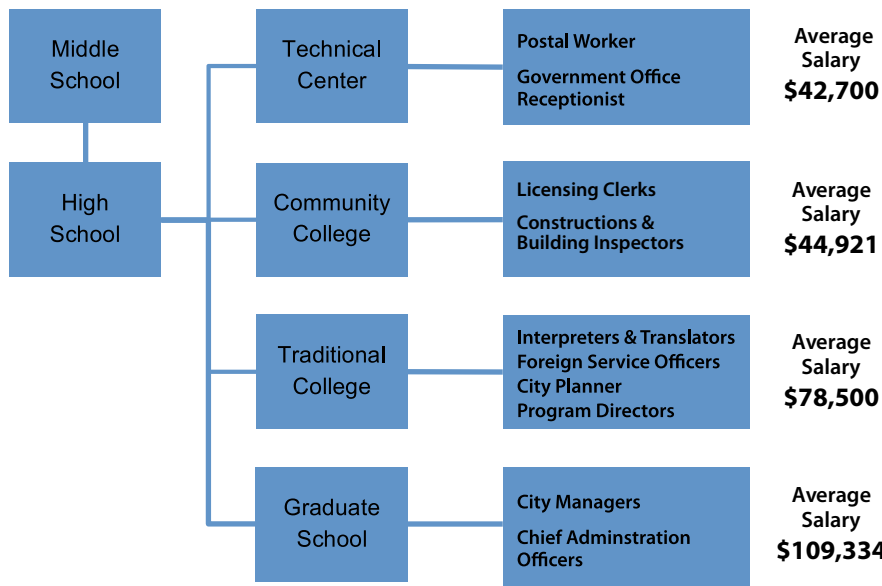 Middle
School
Technical
Center
Postal Worker
Government Office
Receptionist
Average
Salary
$42,700
High
School
Community
College
Licensing Clerks
Constructions &
Building Inspectors
Average
Salary
$44,921
Traditional
College
Interpreters & Translators
Foreign Service Officers
City Planner
Program Directors
Average
Salary
$78,500
Graduate
School
City Managers
Chief Adminstration
Officers
Average
Salary
$109,334